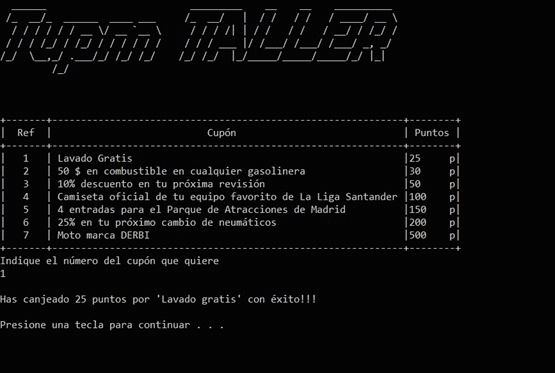 Tupm TALLER
Ref Cupón Puntos
1 Lavado Gratis 25 p
2 50 $ en combustible en cualquier gasolinera 30 p
3 10% descuento en tu próxima revisión 50 p
4 Camiseta oficial de tu equipo favorito de La Liga Santander 100 p
5 4 entradas para el Parque de Atracciones de Madrid 150 p
6 25% en tu próximo cambio de neumáticos 200 p
7 Moto marca DERBI 500 p
Indique el número del cupón que quiere
1
Has canjeado 25 puntos por 'Lavado gratis' con éxito!!!
Presione una tecla para continuar . . .